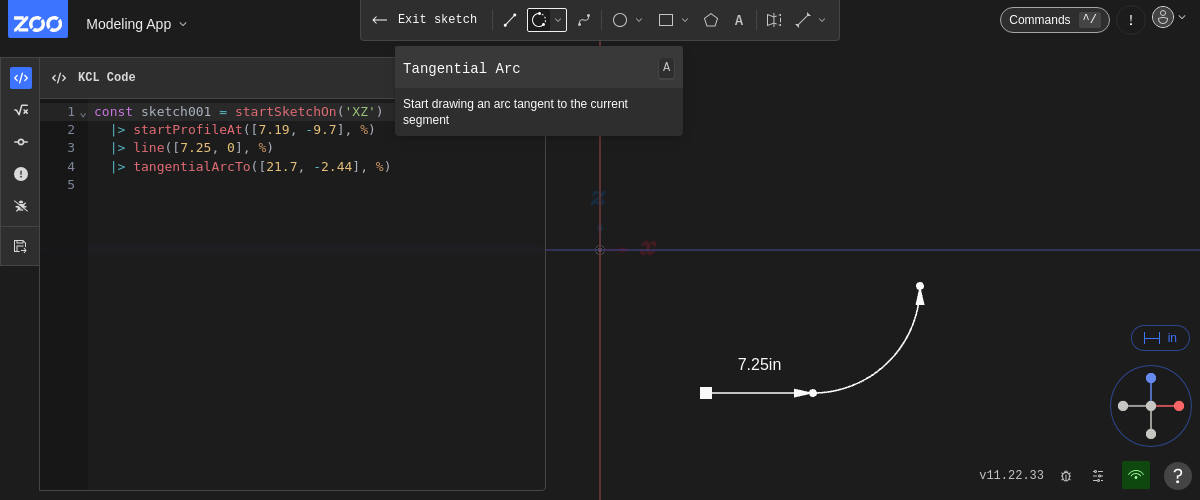 ZOO
Modeling App
Exit sketch
A
Commands ^/
!
KCL Code
Tangential Arc A
Start drawing an arc tangent to the current
segment
1 const sketch001 = startSketchOn('XZ')
2 |> startProfileAt([7.19, -9.7], %)
3 |> line([7.25, 0], %)
4 |> tangentialArcTo([21.7, -2.44], %)
5
z
x
in
7.25in
v11.22.33
?